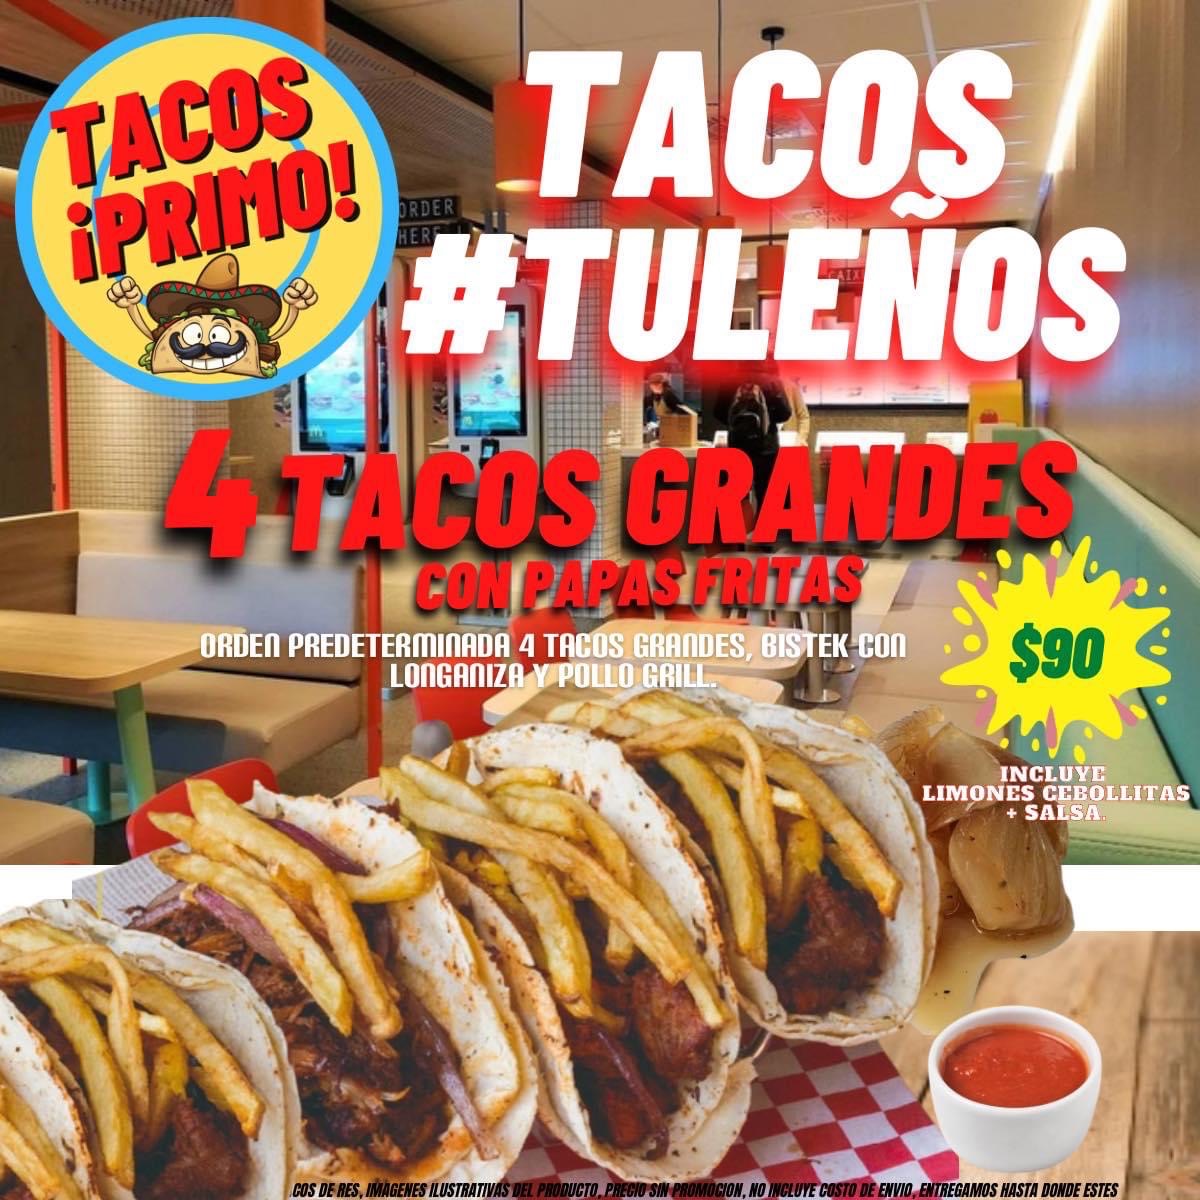 TACOS
¡PRIMO!
TACOS
#TULEÑOS
ORDER
HERE
4 TACOS GRANDES
CON PAPAS FRITAS
ORDEN PREDETERMINADA 4 TACOS GRANDES, BISTEK CON
LONGANIZA Y POLLO GRILL.
$90
INCLUYE
LIMONES CEBOLLITAS
+ SALSA.
COS DE RES, IMÁGENES ILUSTRATIVAS DEL PRODUCTO, PRECIO SIN PROMOCION, NO INCLUYE COSTO DE ENVIO, ENTREGAMOS HASTA DONDE ESTES